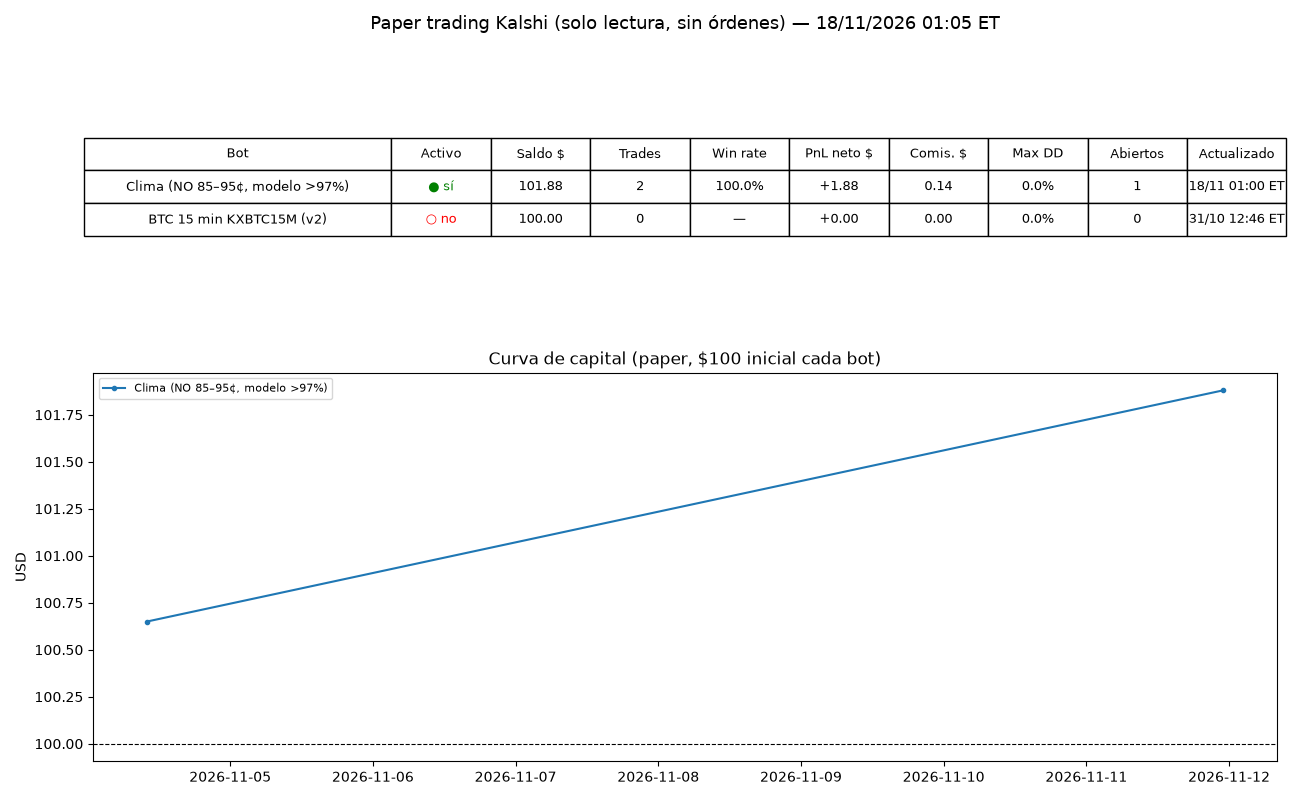 Paper trading Kalshi (solo lectura, sin órdenes) — 18/11/2026 01:05 ET
Bot Activo Saldo $ Trades Win rate PnL neto $ Comis. $ Max DD Abiertos Actualizado
Clima (NO 85–95¢, modelo >97%) ● sí 101.88 2 100.0% +1.88 0.14 0.0% 1 18/11 01:00 ET
BTC 15 min KXBTC15M (v2) ○ no 100.00 0 — +0.00 0.00 0.0% 0 31/10 12:46 ET
Curva de capital (paper, $100 inicial cada bot)
Clima (NO 85–95¢, modelo >97%)
101.75
101.50
101.25
101.00
100.75
100.50
100.25
100.00
USD
2026-11-05 2026-11-06 2026-11-07 2026-11-08 2026-11-09 2026-11-10 2026-11-11 2026-11-12